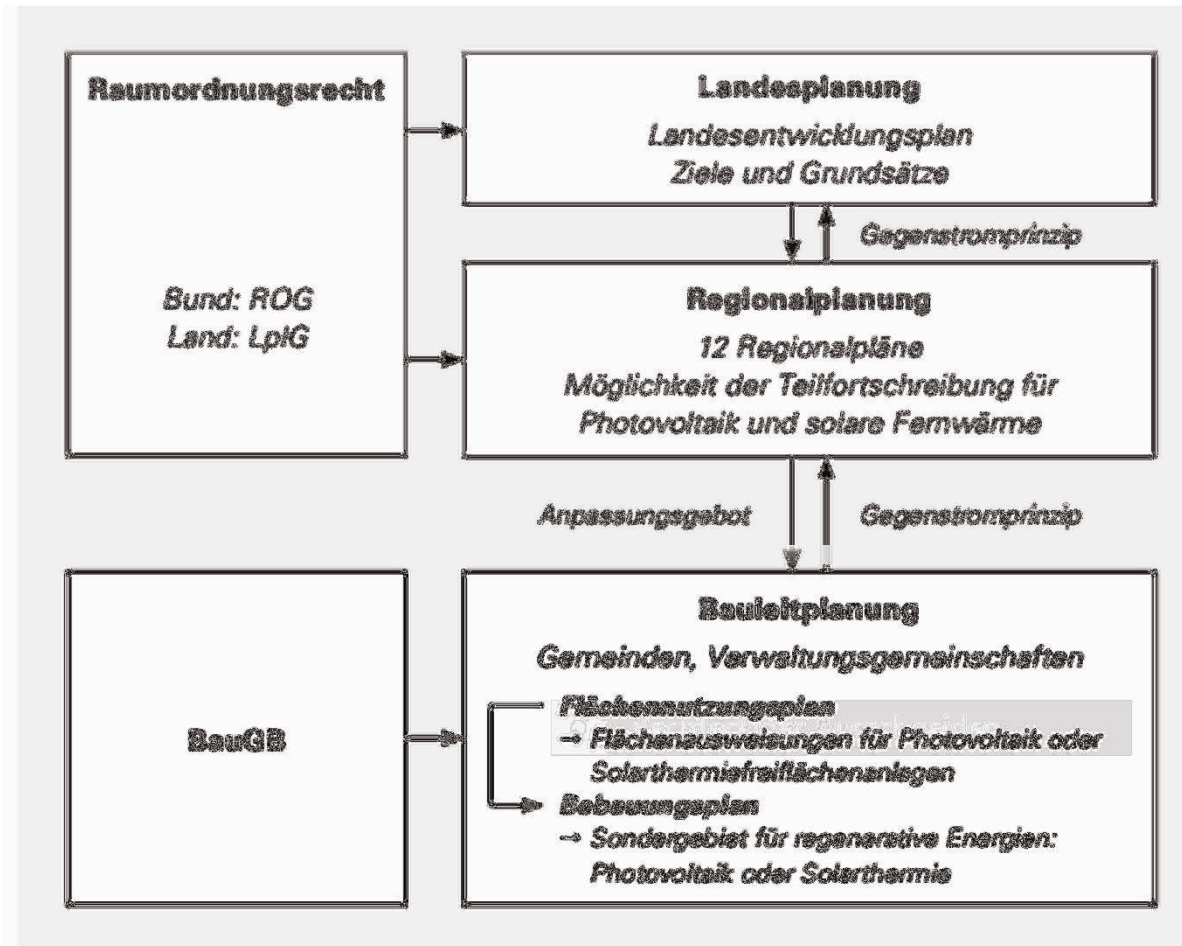 Raumordnungsrecht
Bund: ROG
Land: LplG
Landesplanung
Landesentwicklungsplan
Ziele und Grundsätze
Gegenstromprinzip
Regionalplanung
12 Regionalpläne
Möglichkeit der Teilfortschreibung für
Photovoltaik und solare Fernwärme
Anpassungsgebot
Gegenstromprinzip
BauGB
Bauleitplanung
Gemeinden, Verwaltungsgemeinschaften
Flächennutzungsplan
→ Flächenausweisungen für Photovoltaik oder
Solarthermiefreiflächenanlagen
Bebauungsplan
→ Sondergebiet für regenerative Energien:
Photovoltaik oder Solarthermie